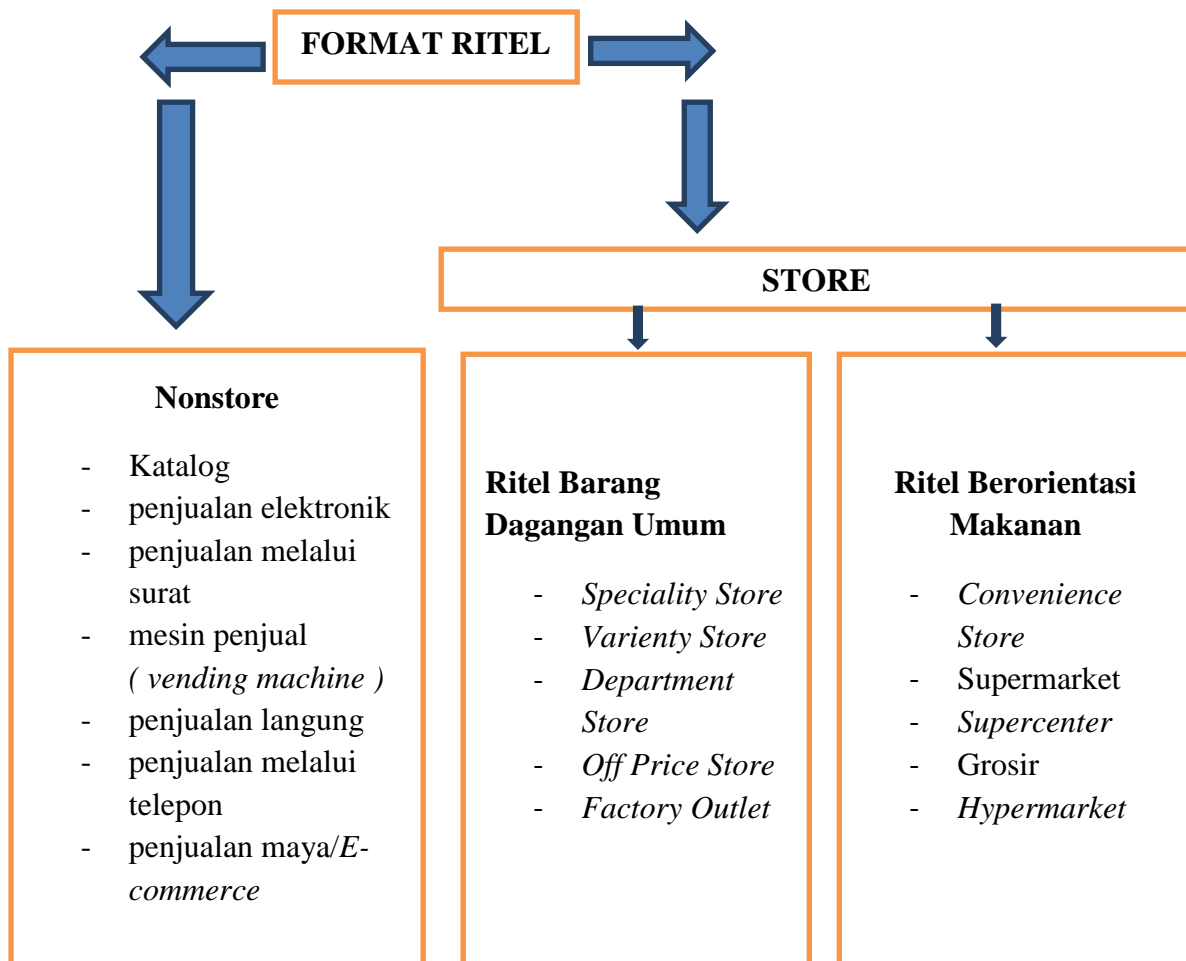 FORMAT RITEL
STORE
Nonstore
- Katalog
- penjualan elektronik
- penjualan melalui
surat
- mesin penjual
( vending machine )
- penjualan langung
- penjualan melalui
telepon
- penjualan maya/E-
commerce
Ritel Barang
Dagangan Umum
- Speciality Store
- Varienty Store
- Department
Store
- Off Price Store
- Factory Outlet
Ritel Berorientasi
Makanan
- Convenience
Store
- Supermarket
- Supercenter
- Grosir
- Hypermarket